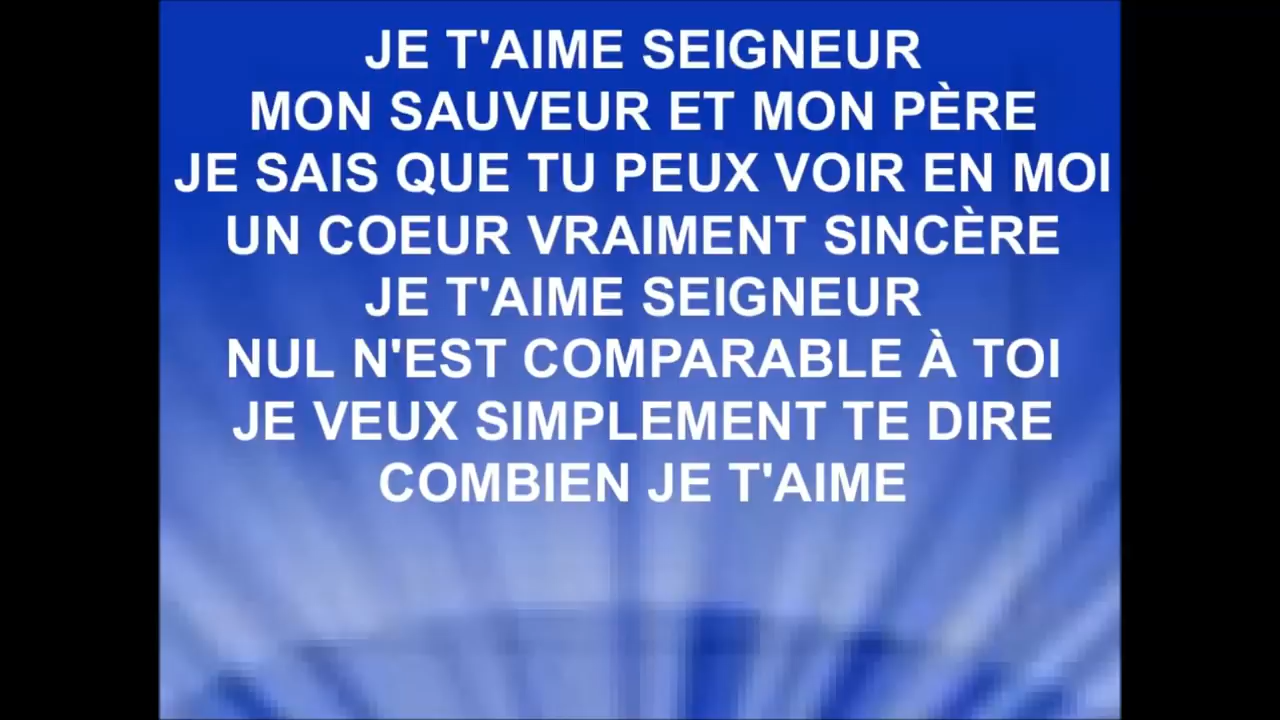 JE T'AIME SEIGNEUR
MON SAUVEUR ET MON PÈRE
JE SAIS QUE TU PEUX VOIR EN MOI
UN COEUR VRAIMENT SINCÈRE
JE T'AIME SEIGNEUR
NUL N'EST COMPARABLE À TOI
JE VEUX SIMPLEMENT TE DIRE
COMBIEN JE T'AIME